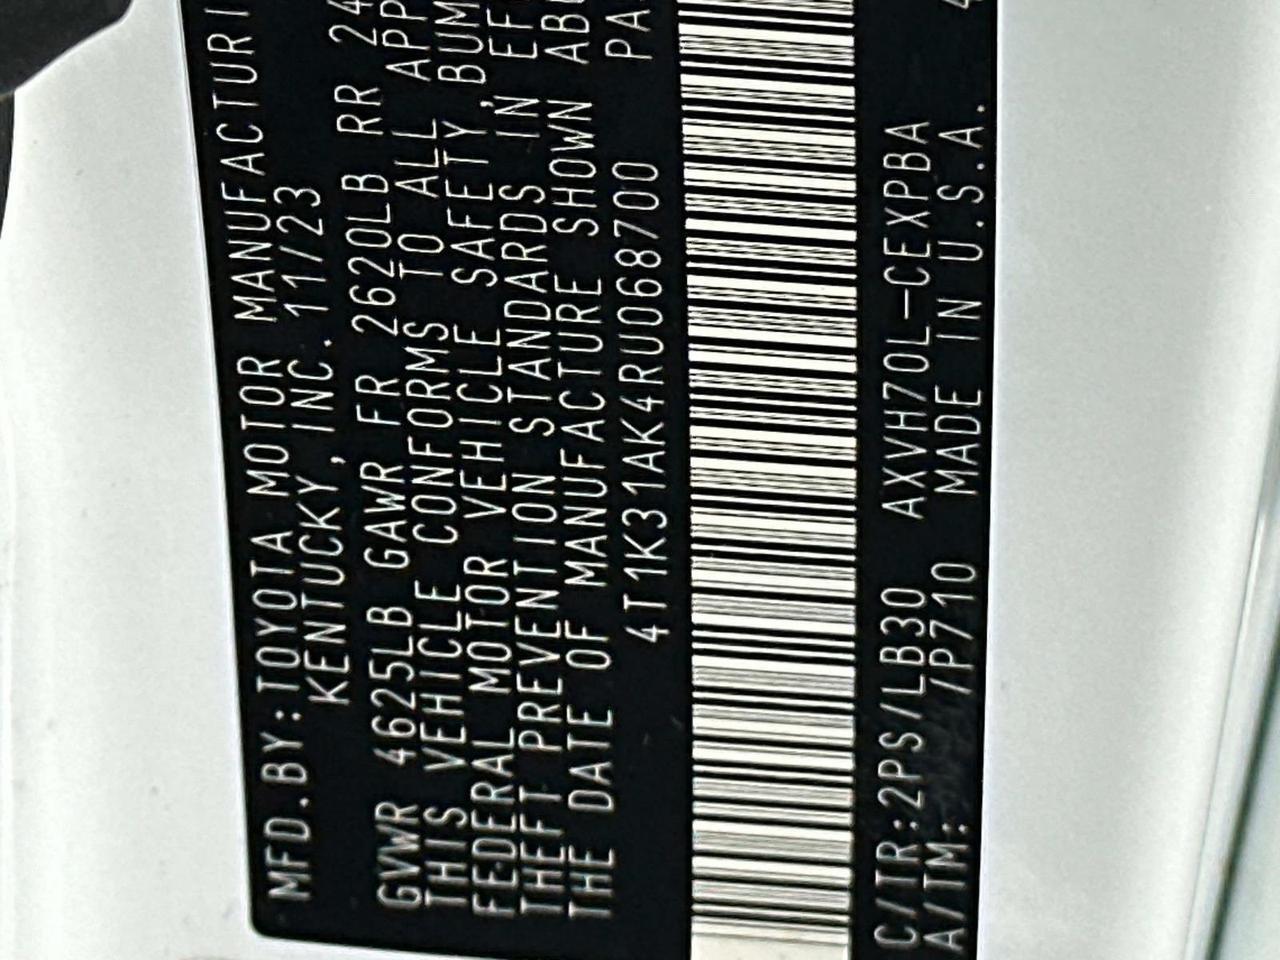 MFD.BY:TOYOTA MOTOR MANUFACTURI
KENTUCKY, INC. 11/23
GVWR 4625LB GAWR FR 2620LB RR 24
THIS VEHICLE CONFORMS TO ALL APP
FEDERAL MOTOR VEHICLE SAFETY, BUM
THEFT PREVENTION STANDARDS IN EF
THE DATE OF MANUFACTURE SHOWN AB
4T1K31AK4RU068700 PA
C/TR:2PS/LB30 AXVH70L-CEXPBA
A/TM: /P710 MADE IN U.S.A.